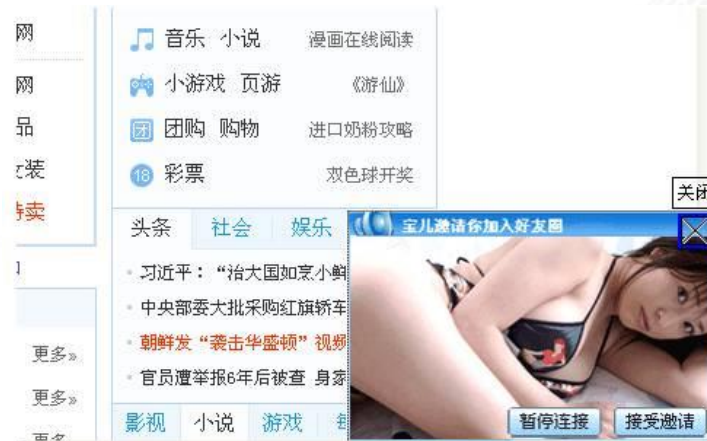 网
音乐 小说 漫画在线阅读
网
小游戏 页游 《游仙》
品
团 团购 购物 进口奶粉攻略
装
18 彩票 双色球开奖
特卖
关闭
头条 社会 娱乐
宝儿邀请你加入好友圈
习近平：“治大国如烹小鲜
中央部委大批采购红旗轿车
朝鲜发“袭击华盛顿”视频
官员遭举报6年后被查 身家
更多»
更多»
更多
影视 小说 游戏
暂停连接 接受邀请